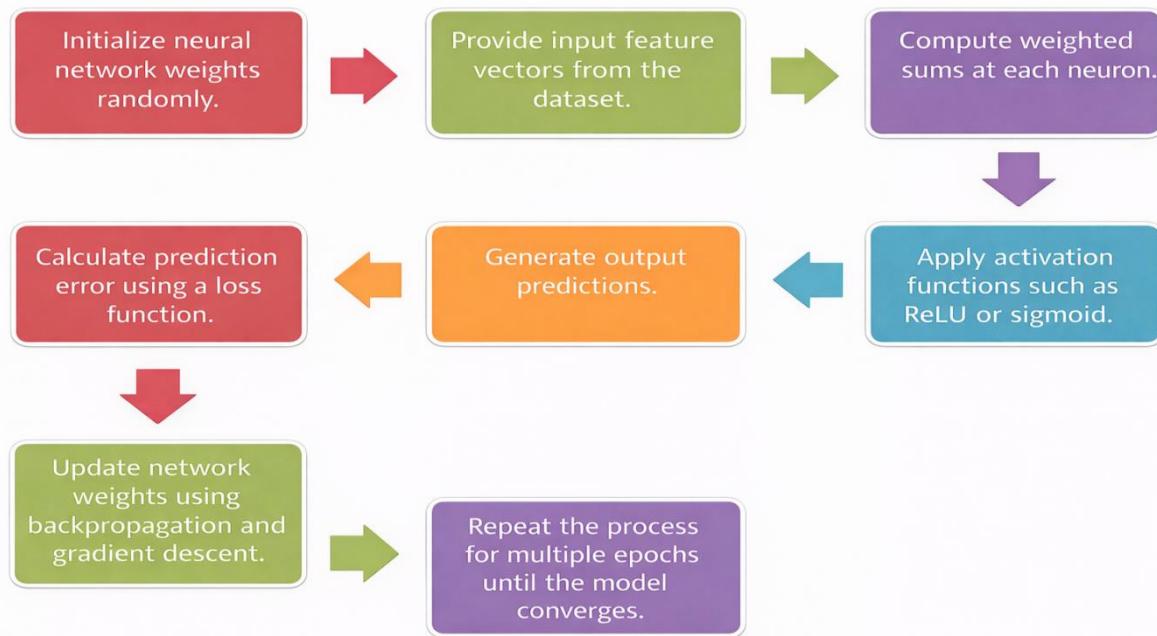 Initialize neural
network weights
randomly.
Provide input feature
vectors from the
dataset.
Compute weighted
sums at each neuron.
Apply activation
functions such as
ReLU or sigmoid.
Generate output
predictions.
Calculate prediction
error using a loss
function.
Update network
weights using
backpropagation and
gradient descent.
Repeat the process
for multiple epochs
until the model
converges.